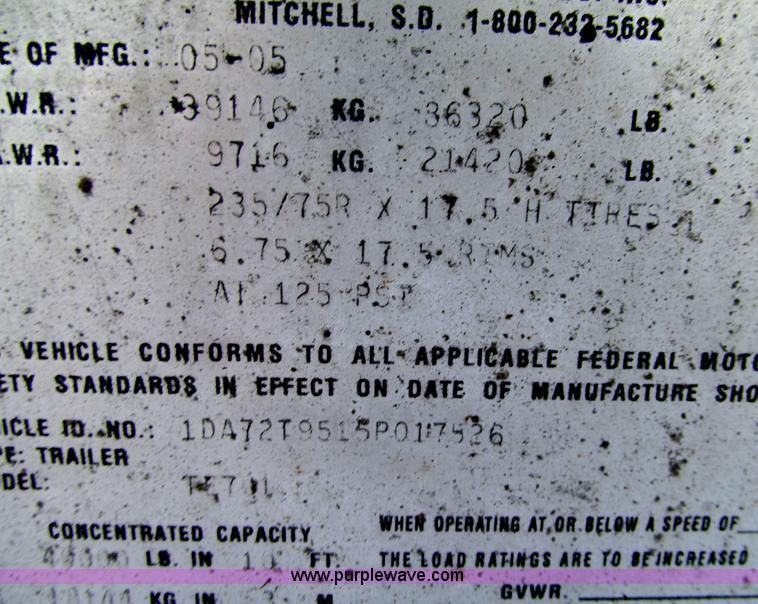 MITCHELL, S.D. 1-800-232-5682
E OF MFG.: 05-05
.W.R.: 39146 KG. 86320 LB.
.W.R.: 9716 KG. 21420 LB.
235/75R X 17.5 H TIRES
6.75 X 17.5 RIMS
AT 125 PSI
VEHICLE CONFORMS TO ALL APPLICABLE FEDERAL MOTO
ETY STANDARDS IN EFFECT ON DATE OF MANUFACTURE SHO
ICLE ID. NO.: 1DA72T9515P017526
PE: TRAILER
DEL:
CONCENTRATED CAPACITY
LB. IN 10 FT.
KG. IN M
WHEN OPERATING AT OR BELOW A SPEED OF
THE LOAD RATINGS ARE TO BE INCREASED
GVWR.
www.purplewave.com